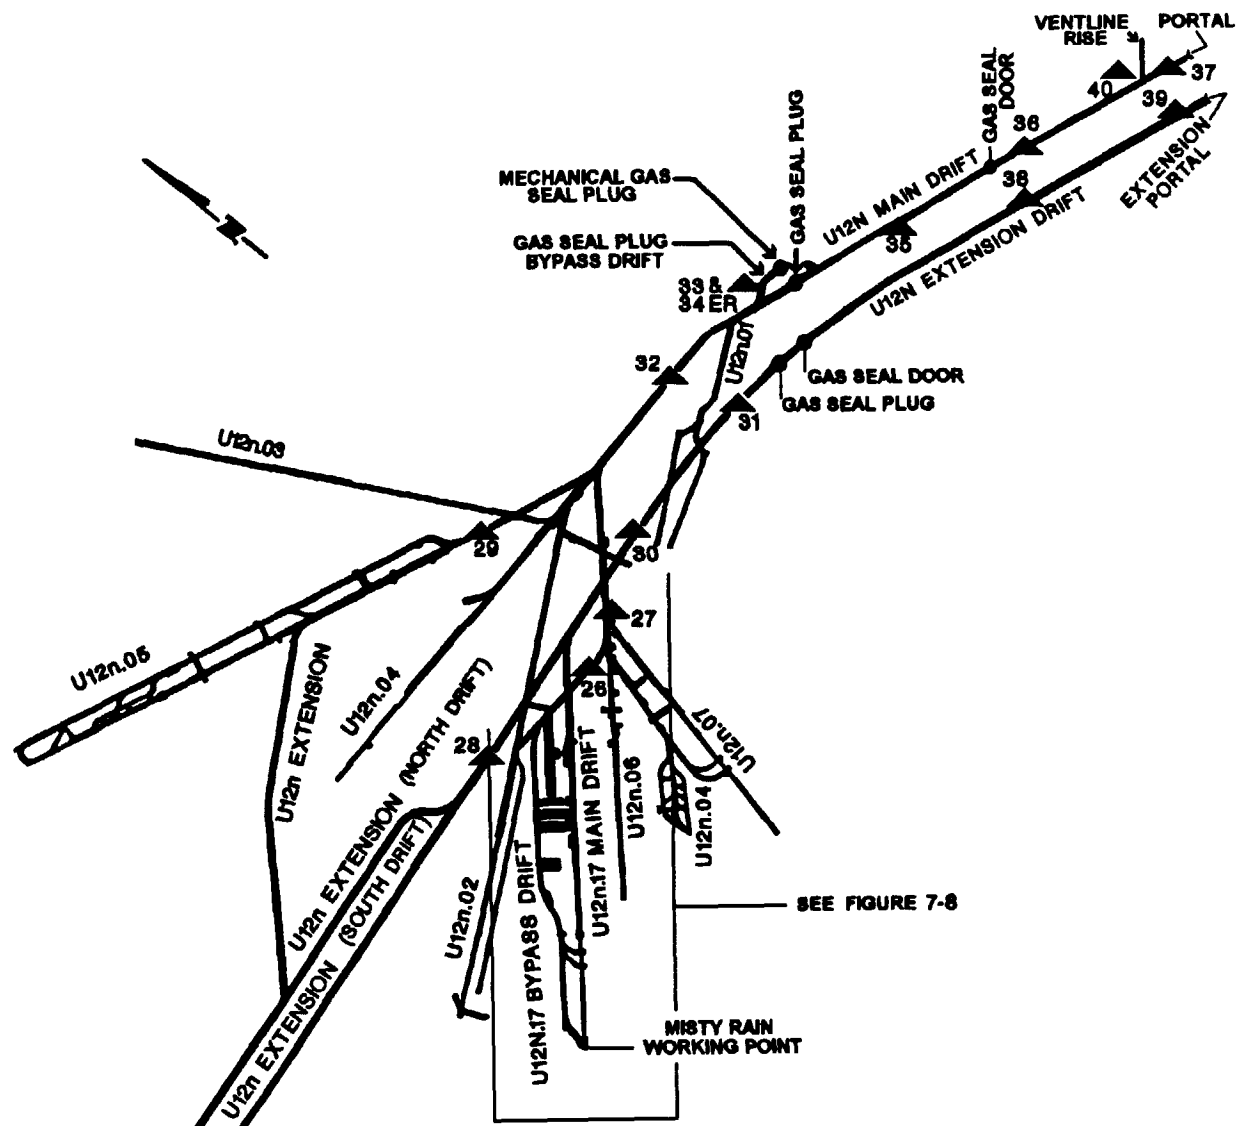 VENTLINE
RISE
PORTAL
37
40
39
GAS SEAL
DOOR
36
EXTENSION
PORTAL
GAS SEAL PLUG
MECHANICAL GAS
SEAL PLUG
38
U12N MAIN DRIFT
35
U12N EXTENSION DRIFT
GAS SEAL PLUG
BYPASS DRIFT
33 &
34 ER
N
U12n.01
32
GAS SEAL DOOR
GAS SEAL PLUG
31
U12n.03
29
30
27
26
U12n.05
U12n EXTENSION
U12n.04
U12n EXTENSION (NORTH DRIFT)
28
U12n.07
U12n.17 MAIN DRIFT
U12n.06
U12n.04
U12n EXTENSION (SOUTH DRIFT)
U12n.02
U12N.17 BYPASS DRIFT
SEE FIGURE 7-8
MISTY RAIN
WORKING POINT